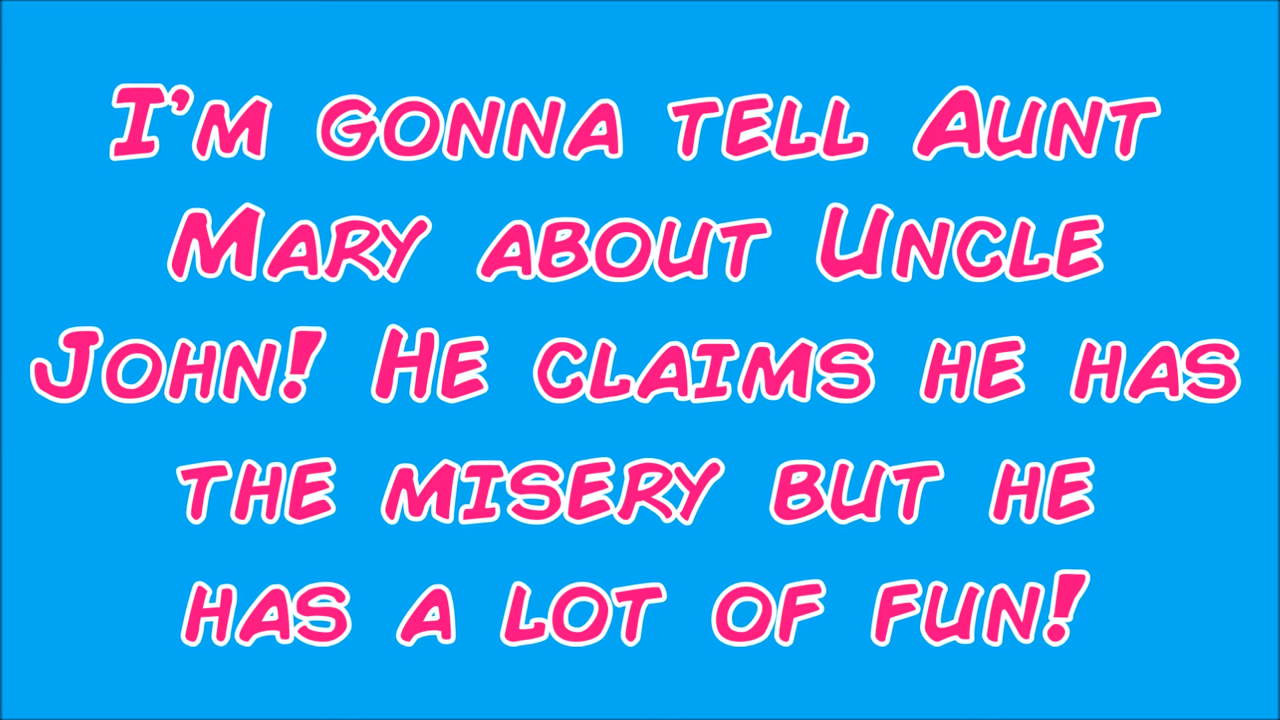 I'm gonna tell Aunt
Mary about Uncle
John! He claims he has
the misery but he
has a lot of fun!